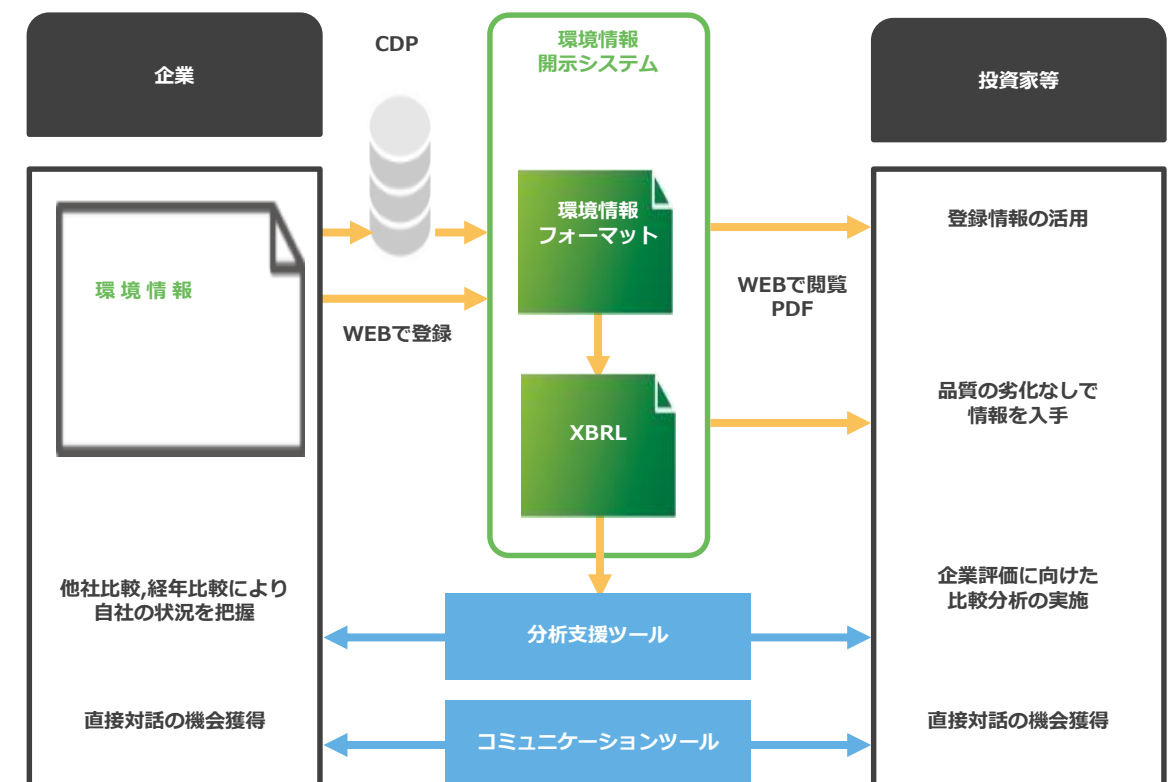 企業
CDP
環境情報
開示システム
投資家等
環境情報
環境情報
フォーマット
登録情報の活用
WEBで登録
WEBで閲覧
PDF
XBRL
品質の劣化なしで
情報を入手
他社比較,経年比較により
自社の状況を把握
分析支援ツール
企業評価に向けた
比較分析の実施
直接対話の機会獲得
コミュニケーションツール
直接対話の機会獲得